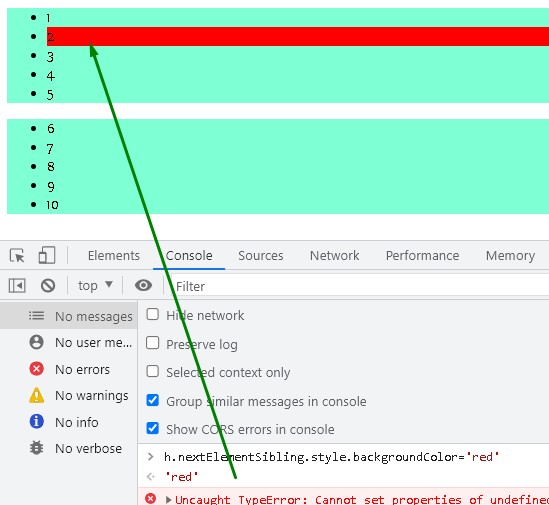 1
2
3
4
5
6
7
8
9
10
Elements Console Sources Network Performance Memory
top Filter
No messages
No user me...
No errors
No warnings
No info
No verbose
Hide network
Preserve log
Selected context only
Group similar messages in console
Show CORS errors in console
h.nextElementSibling.style.backgroundColor='red'
'red'
Uncaught TypeError: Cannot set properties of undefined